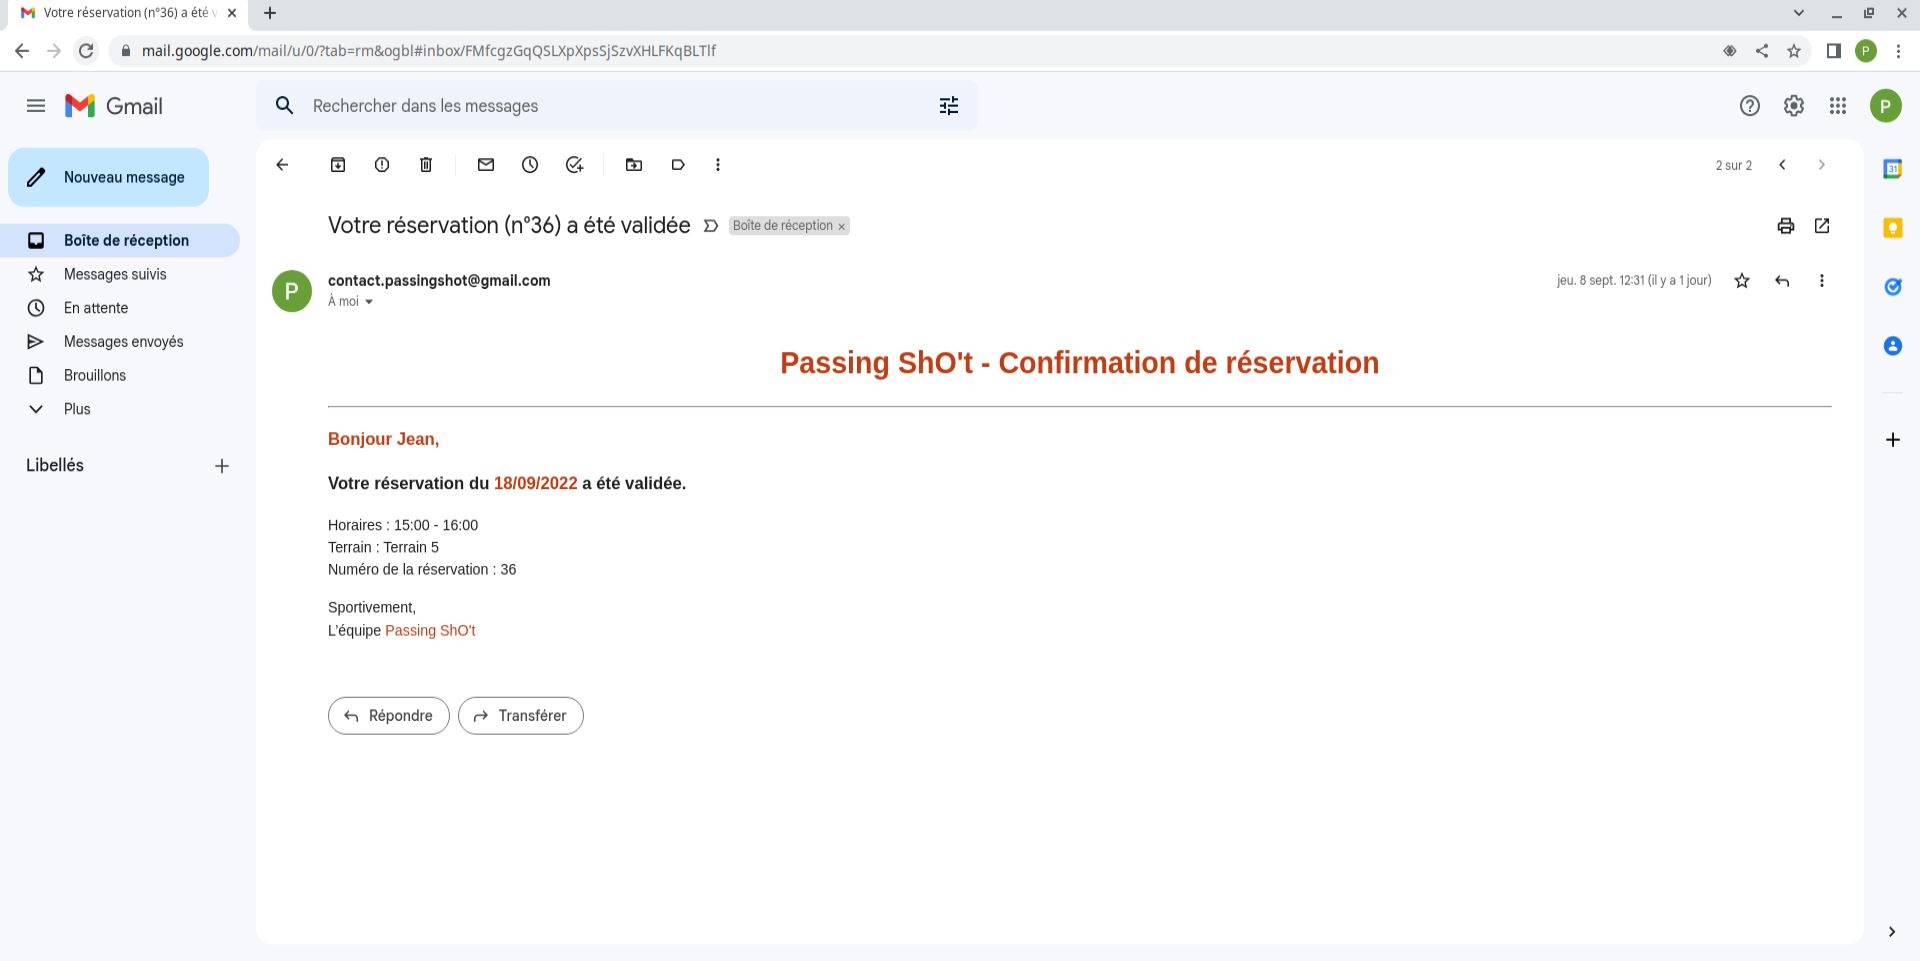 Votre réservation (n°36) a été v
mail.google.com/mail/u/0/?tab=rm&ogbl#inbox/FMfcgzGqQSLXpXpsSjSzvXHLFKqBLTlf
P
Gmail
Rechercher dans les messages
P
Nouveau message
2 sur 2
31
Boîte de réception
Messages suivis
En attente
Messages envoyés
Brouillons
Plus
Libellés
Votre réservation (n°36) a été validée
Boîte de réception ×
P
contact.passingshot@gmail.com
À moi
jeu. 8 sept. 12:31 (il y a 1 jour)
Passing ShO't - Confirmation de réservation
Bonjour Jean,
Votre réservation du 18/09/2022 a été validée.
Horaires : 15:00 - 16:00
Terrain : Terrain 5
Numéro de la réservation : 36
Sportivement,
L'équipe Passing ShO't
Répondre
Transférer